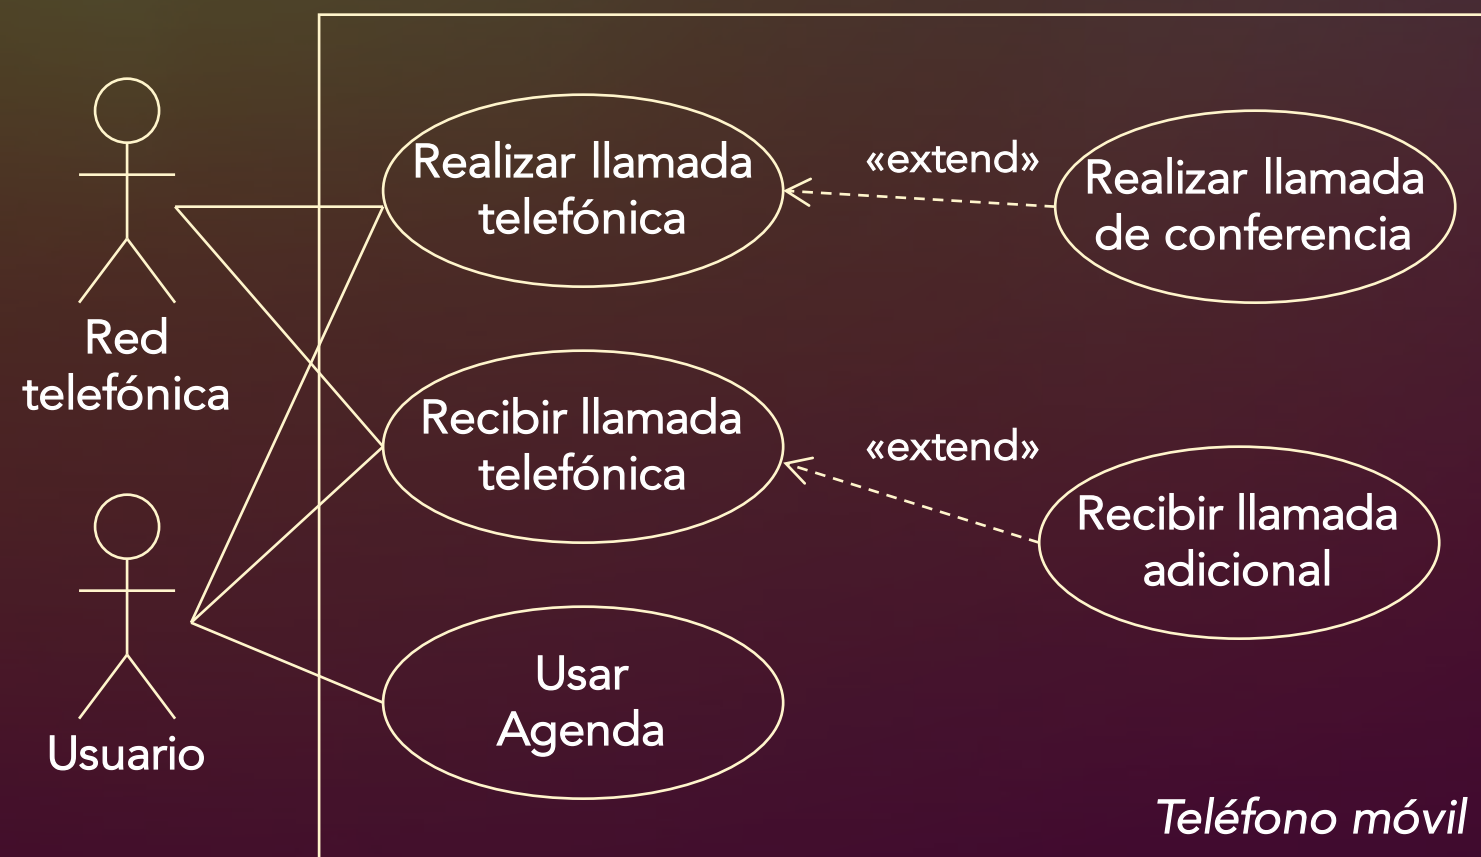 Realizar llamada
telefónica
«extend»
Realizar llamada
de conferencia
Red
telefónica
Recibir llamada
telefónica
«extend»
Recibir llamada
adicional
Usuario
Usar
Agenda
Teléfono móvil